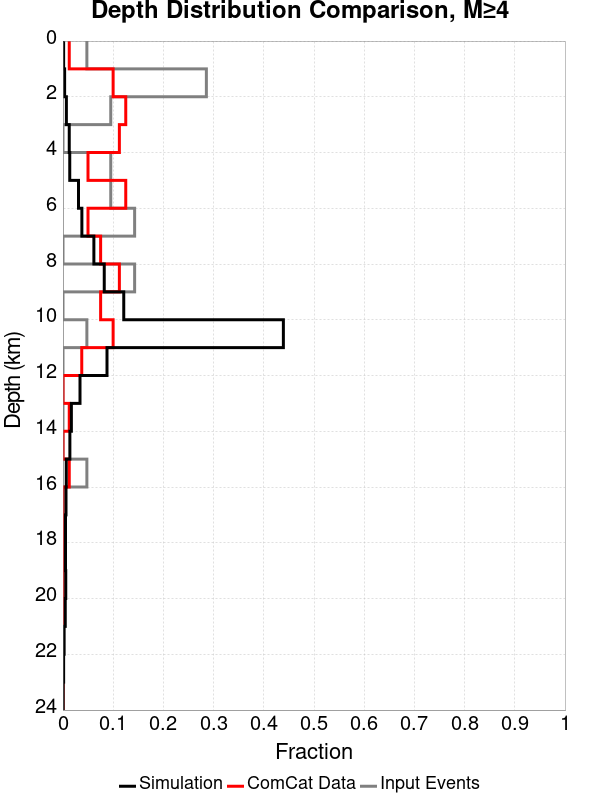 Depth Distribution Comparison, M≥4
0
2
4
6
8
10
12
14
16
18
20
22
24
Depth (km)
0 0.1 0.2 0.3 0.4 0.5 0.6 0.7 0.8 0.9 1
Fraction
Simulation ComCat Data Input Events